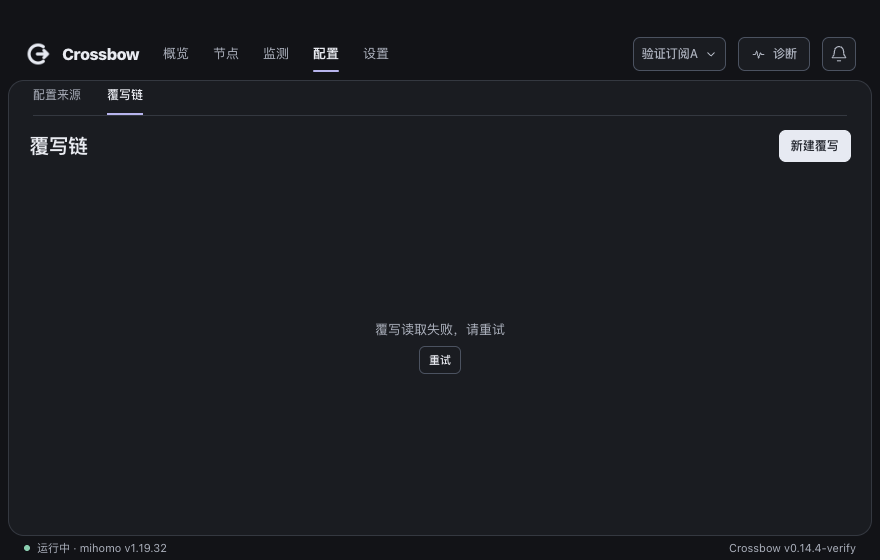 Crossbow 概览 节点 监测 配置 设置 验证订阅A 诊断
配置来源 覆写链
覆写链 新建覆写
覆写读取失败，请重试
重试
运行中 · mihomo v1.19.32 Crossbow v0.14.4-verify